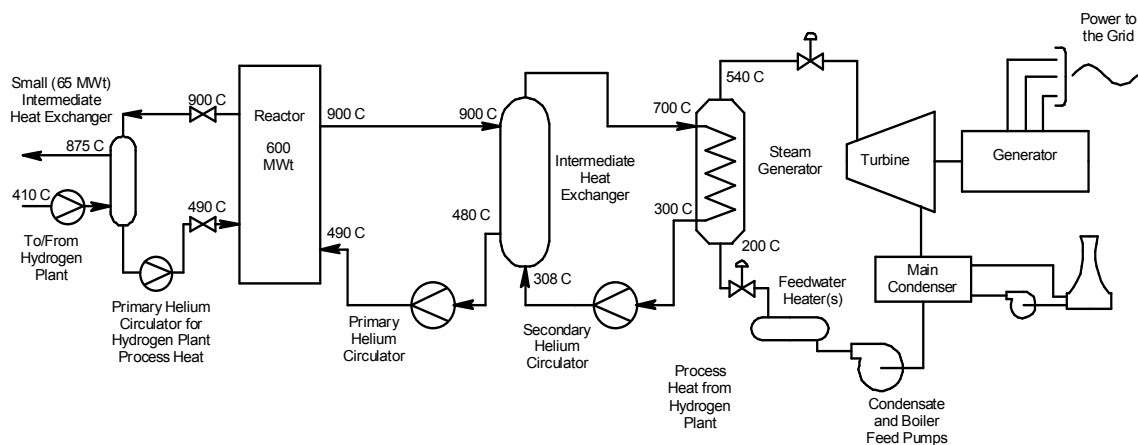 Power to
the Grid
Small (65 MWt)
Intermediate
Heat Exchanger
900 C
875 C
410 C
490 C
To/From
Hydrogen
Plant
Primary Helium
Circulator for
Hydrogen Plant
Process Heat
Reactor
600
MWt
900 C
490 C
900 C
480 C
308 C
Primary
Helium
Circulator
Intermediate
Heat
Exchanger
Secondary
Helium
Circulator
540 C
700 C
300 C
200 C
Steam
Generator
Turbine
Generator
Main
Condenser
Feedwater
Heater(s)
Process
Heat from
Hydrogen
Plant
Condensate
and Boiler
Feed Pumps